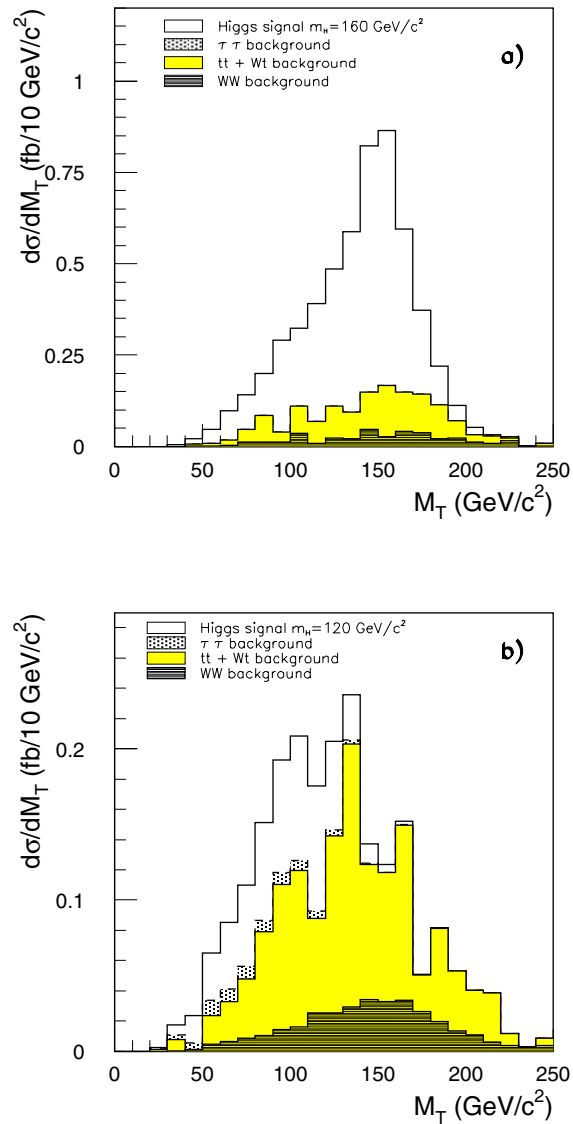 Higgs signal m_H=160 GeV/c²
τ τ background
tt + Wt background
WW background
a)
dσ/dM_T (fb/10 GeV/c²)
1
0.75
0.5
0.25
0
0 50 100 150 200 250
M_T (GeV/c²)
Higgs signal m_H=120 GeV/c²
τ τ background
tt + Wt background
WW background
b)
dσ/dM_T (fb/10 GeV/c²)
0.2
0.1
0
0 50 100 150 200 250
M_T (GeV/c²)